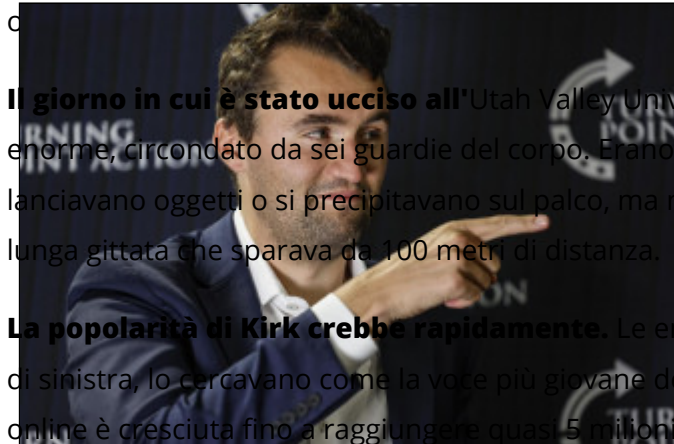 Il giorno in cui è stato ucciso all'Utah Valley
enorme, circondato da sei guardie del corpo. Erano
lanciavano oggetti o si precipitavano sul palco, ma
lunga gittata che sparava da 100 metri di distanza.
La popolarità di Kirk crebbe rapidamente. Le
di sinistra, lo cercavano come la voce più giovane
online è cresciuta fino a raggiungere quasi 5 milioni